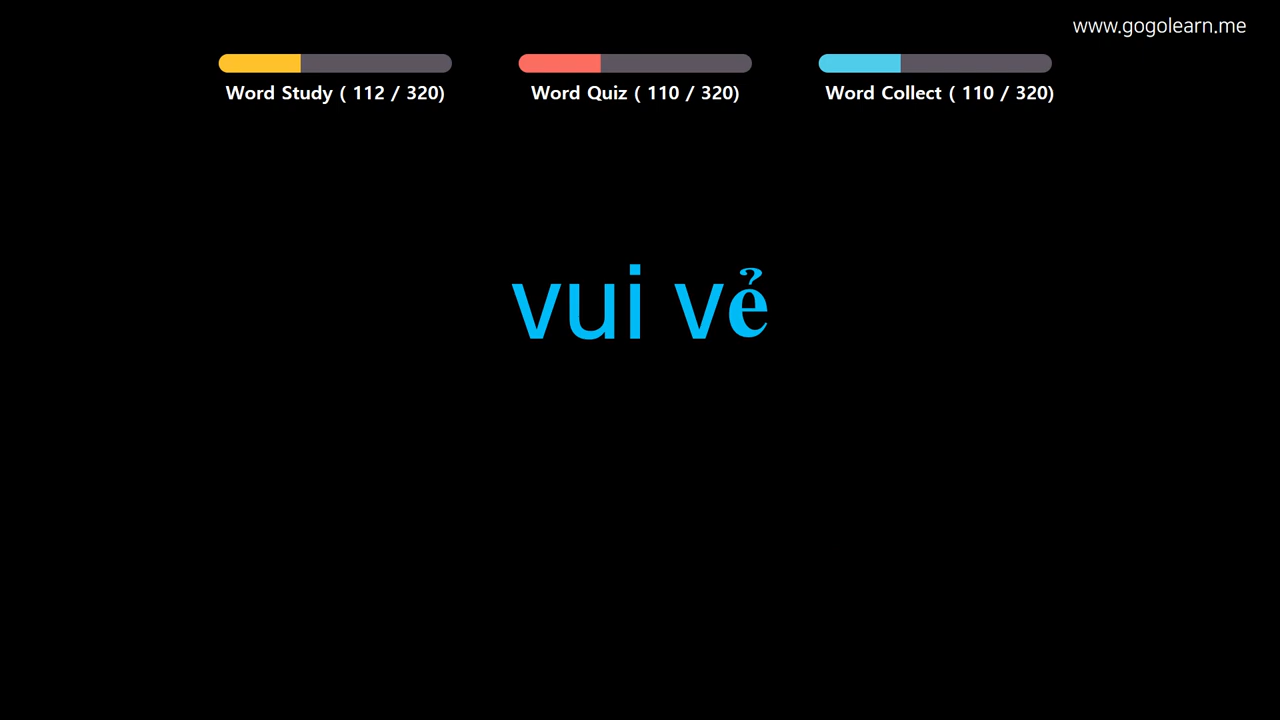 www.gogolearn.me
Word Study ( 112 / 320)
Word Quiz ( 110 / 320)
Word Collect ( 110 / 320)
vui vẻ